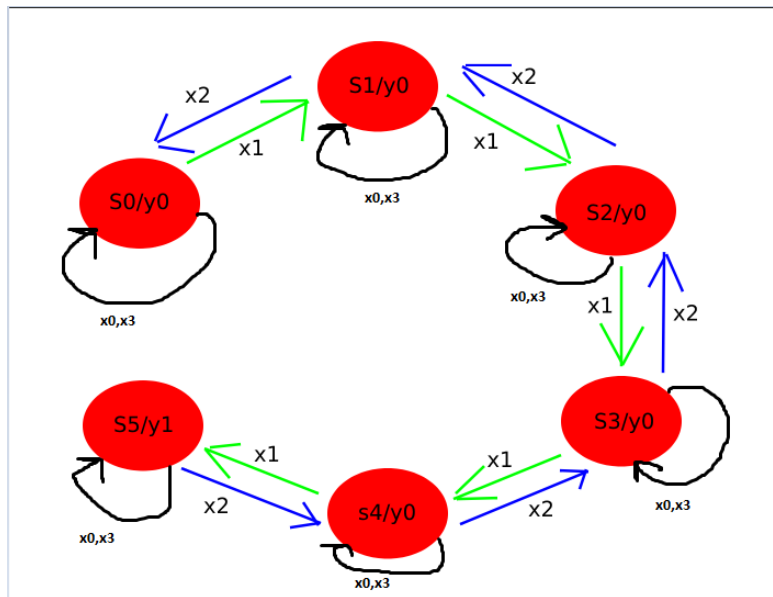 S1/y0
x2
x2
x1
x1
x0,x3
S0/y0
S2/y0
x0,x3
x0,x3
x1
x2
S5/y1
S3/y0
x1
x1
x2
x2
s4/y0
x0,x3
x0,x3
x0,x3